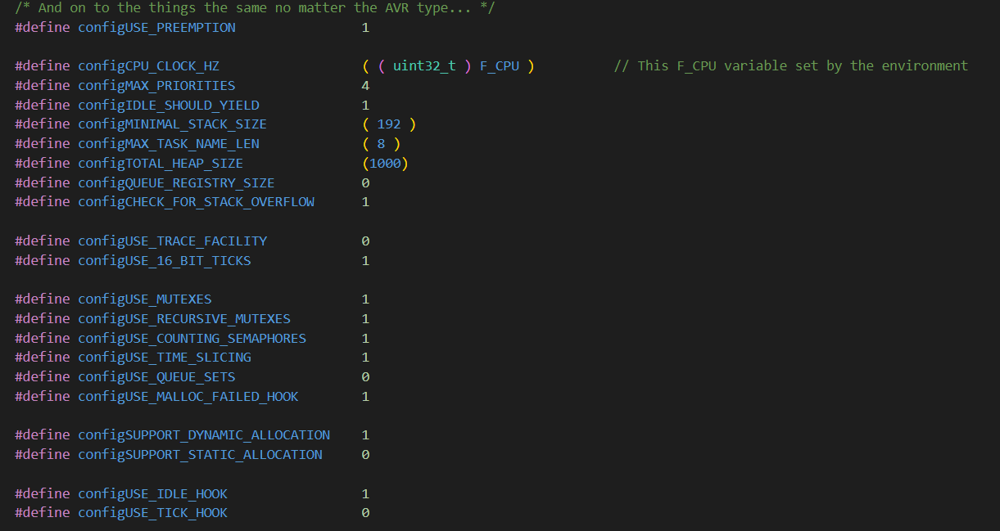 /* And on to the things the same no matter the AVR type... */
#define configUSE_PREEMPTION 1
#define configCPU_CLOCK_HZ ( ( uint32_t ) F_CPU ) // This F_CPU variable set by the environment
#define configMAX_PRIORITIES 4
#define configIDLE_SHOULD_YIELD 1
#define configMINIMAL_STACK_SIZE ( 192 )
#define configMAX_TASK_NAME_LEN ( 8 )
#define configTOTAL_HEAP_SIZE (1000)
#define configQUEUE_REGISTRY_SIZE 0
#define configCHECK_FOR_STACK_OVERFLOW 1
#define configUSE_TRACE_FACILITY 0
#define configUSE_16_BIT_TICKS 1
#define configUSE_MUTEXES 1
#define configUSE_RECURSIVE_MUTEXES 1
#define configUSE_COUNTING_SEMAPHORES 1
#define configUSE_TIME_SLICING 1
#define configUSE_QUEUE_SETS 0
#define configUSE_MALLOC_FAILED_HOOK 1
#define configSUPPORT_DYNAMIC_ALLOCATION 1
#define configSUPPORT_STATIC_ALLOCATION 0
#define configUSE_IDLE_HOOK 1
#define configUSE_TICK_HOOK 0